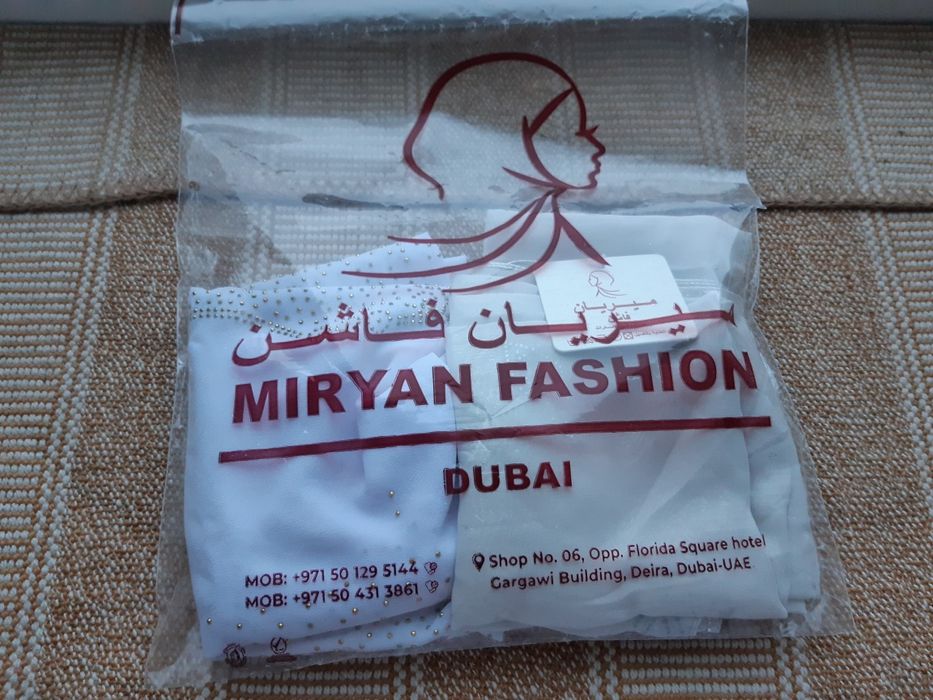 ميريان
ميريان فاشن
MIRYAN FASHION
DUBAI
MOB: +971 50 129 5144
MOB: +971 50 431 3861
Shop No. 06, Opp. Florida Square hotel
Gargawi Building, Deira, Dubai-UAE